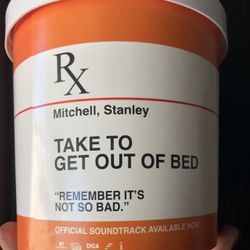 Rx
Mitchell, Stanley
TAKE TO
GET OUT OF BED
“REMEMBER IT'S
NOT SO BAD.”
OFFICIAL SOUNDTRACK AVAILABLE NOW